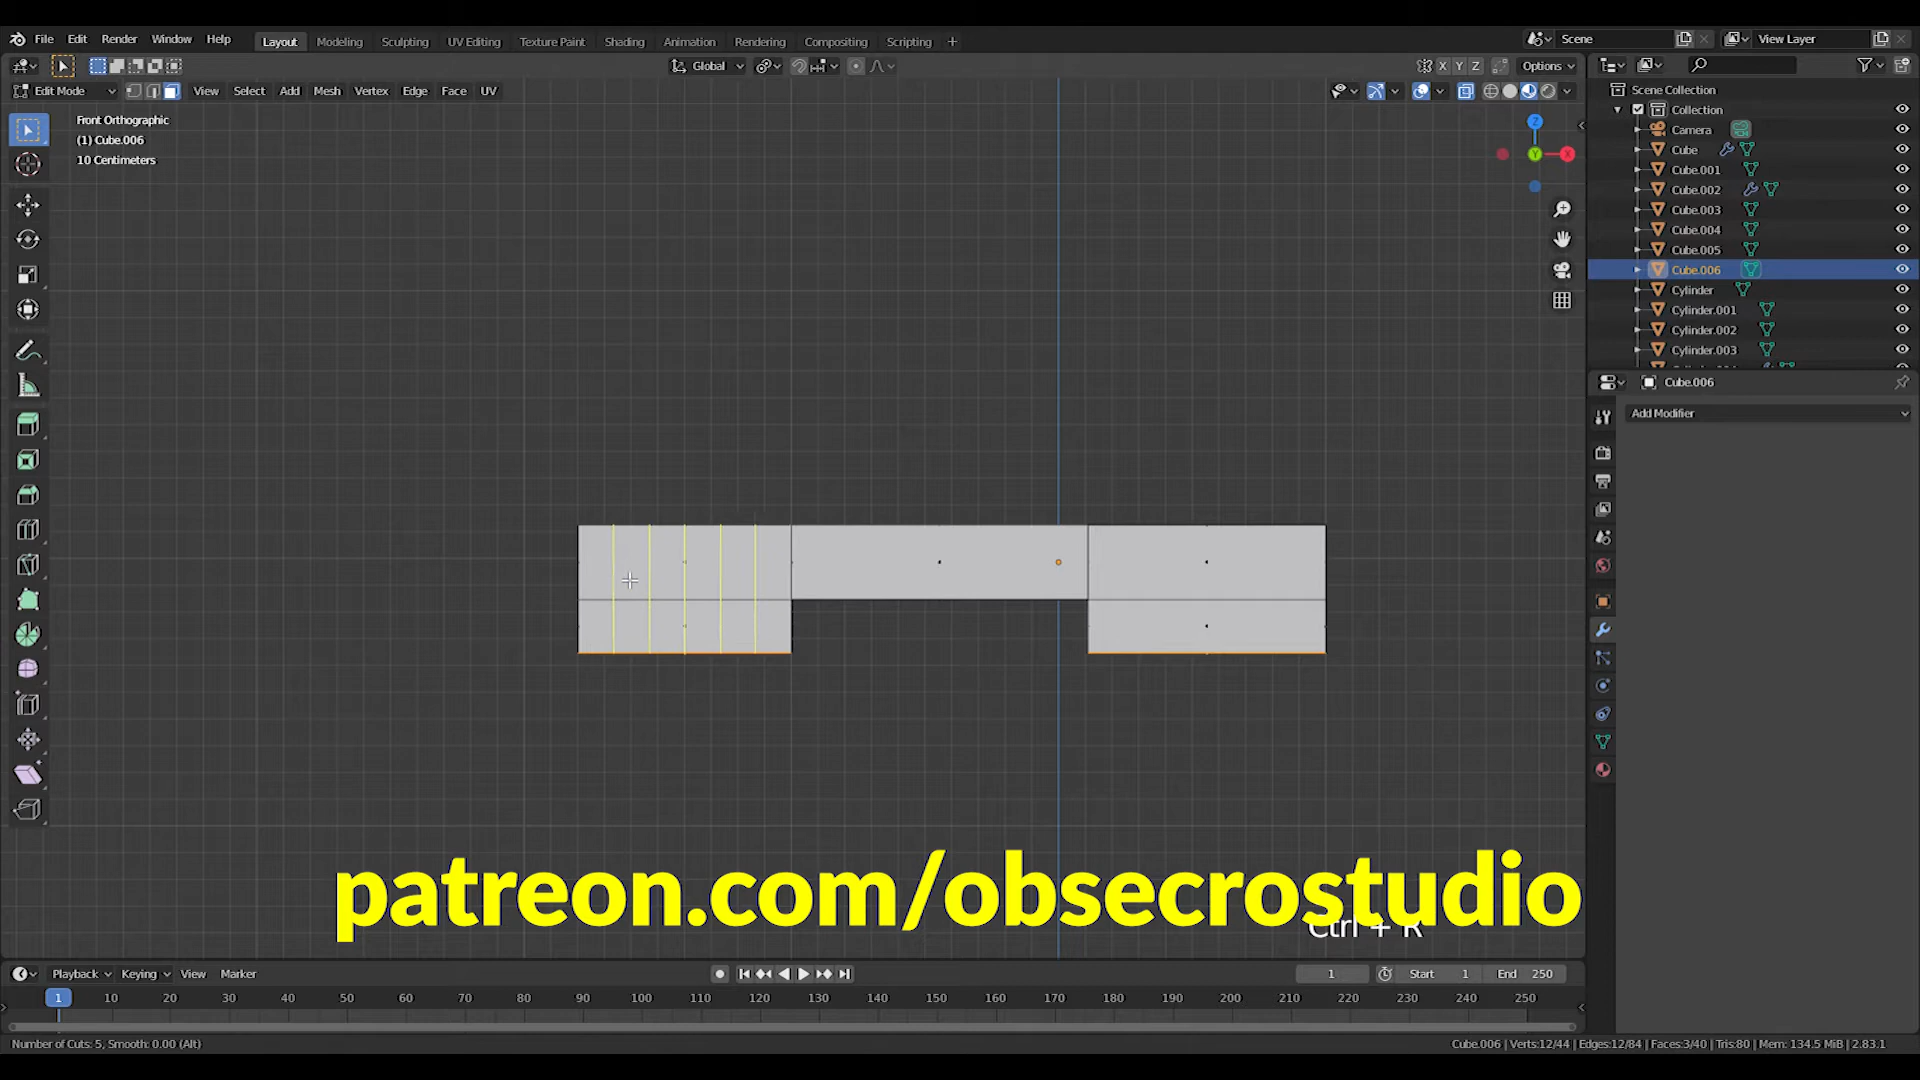 File Edit Render Window Help Layout Modeling Sculpting UV Editing Texture Paint Shading Animation Rendering Compositing Scripting + Scene View Layer
Global X Y Z Options
Edit Mode View Select Add Mesh Vertex Edge Face UV
Front Orthographic
(1) Cube.006
10 Centimeters
Z
Y
X
Scene Collection
Collection
Camera
Cube
Cube.001
Cube.002
Cube.003
Cube.004
Cube.005
Cube.006
Cylinder
Cylinder.001
Cylinder.002
Cylinder.003
Cube.006
Add Modifier
patreon.com/obsecrostudio
Ctrl + R
Playback Keying View Marker 1 Start 1 End 250
1 10 20 30 40 50 60 70 80 90 100 110 120 130 140 150 160 170 180 190 200 210 220 230 240 250
Number of Cuts: 5, Smooth: 0.00 (Alt) Cube.006 | Verts:12/44 | Edges:12/84 | Faces:3/40 | Tris:80 | Mem: 134.5 MiB | 2.83.1